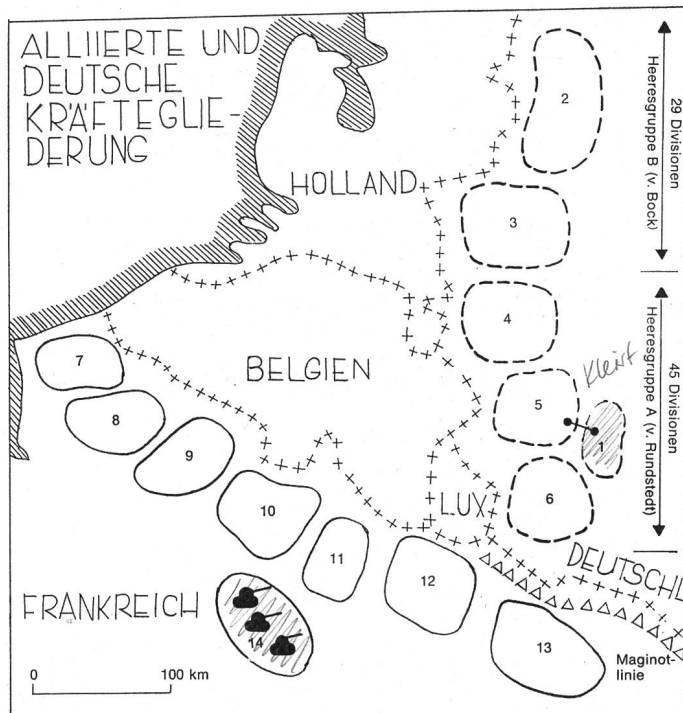 ALLIIERTE UND
DEUTSCHE
KRÄFTEGLIE-
DERUNG
HOLLAND
BELGIEN
LUX
DEUTSCHL
FRANKREICH
Maginot-
linie
0 100 km
29 Divisionen
Heeresgruppe B (v. Bock)
45 Divisionen
Heeresgruppe A (v. Rundstedt)
Kleist
2
3
4
5
1
6
7
8
9
10
11
12
13
14